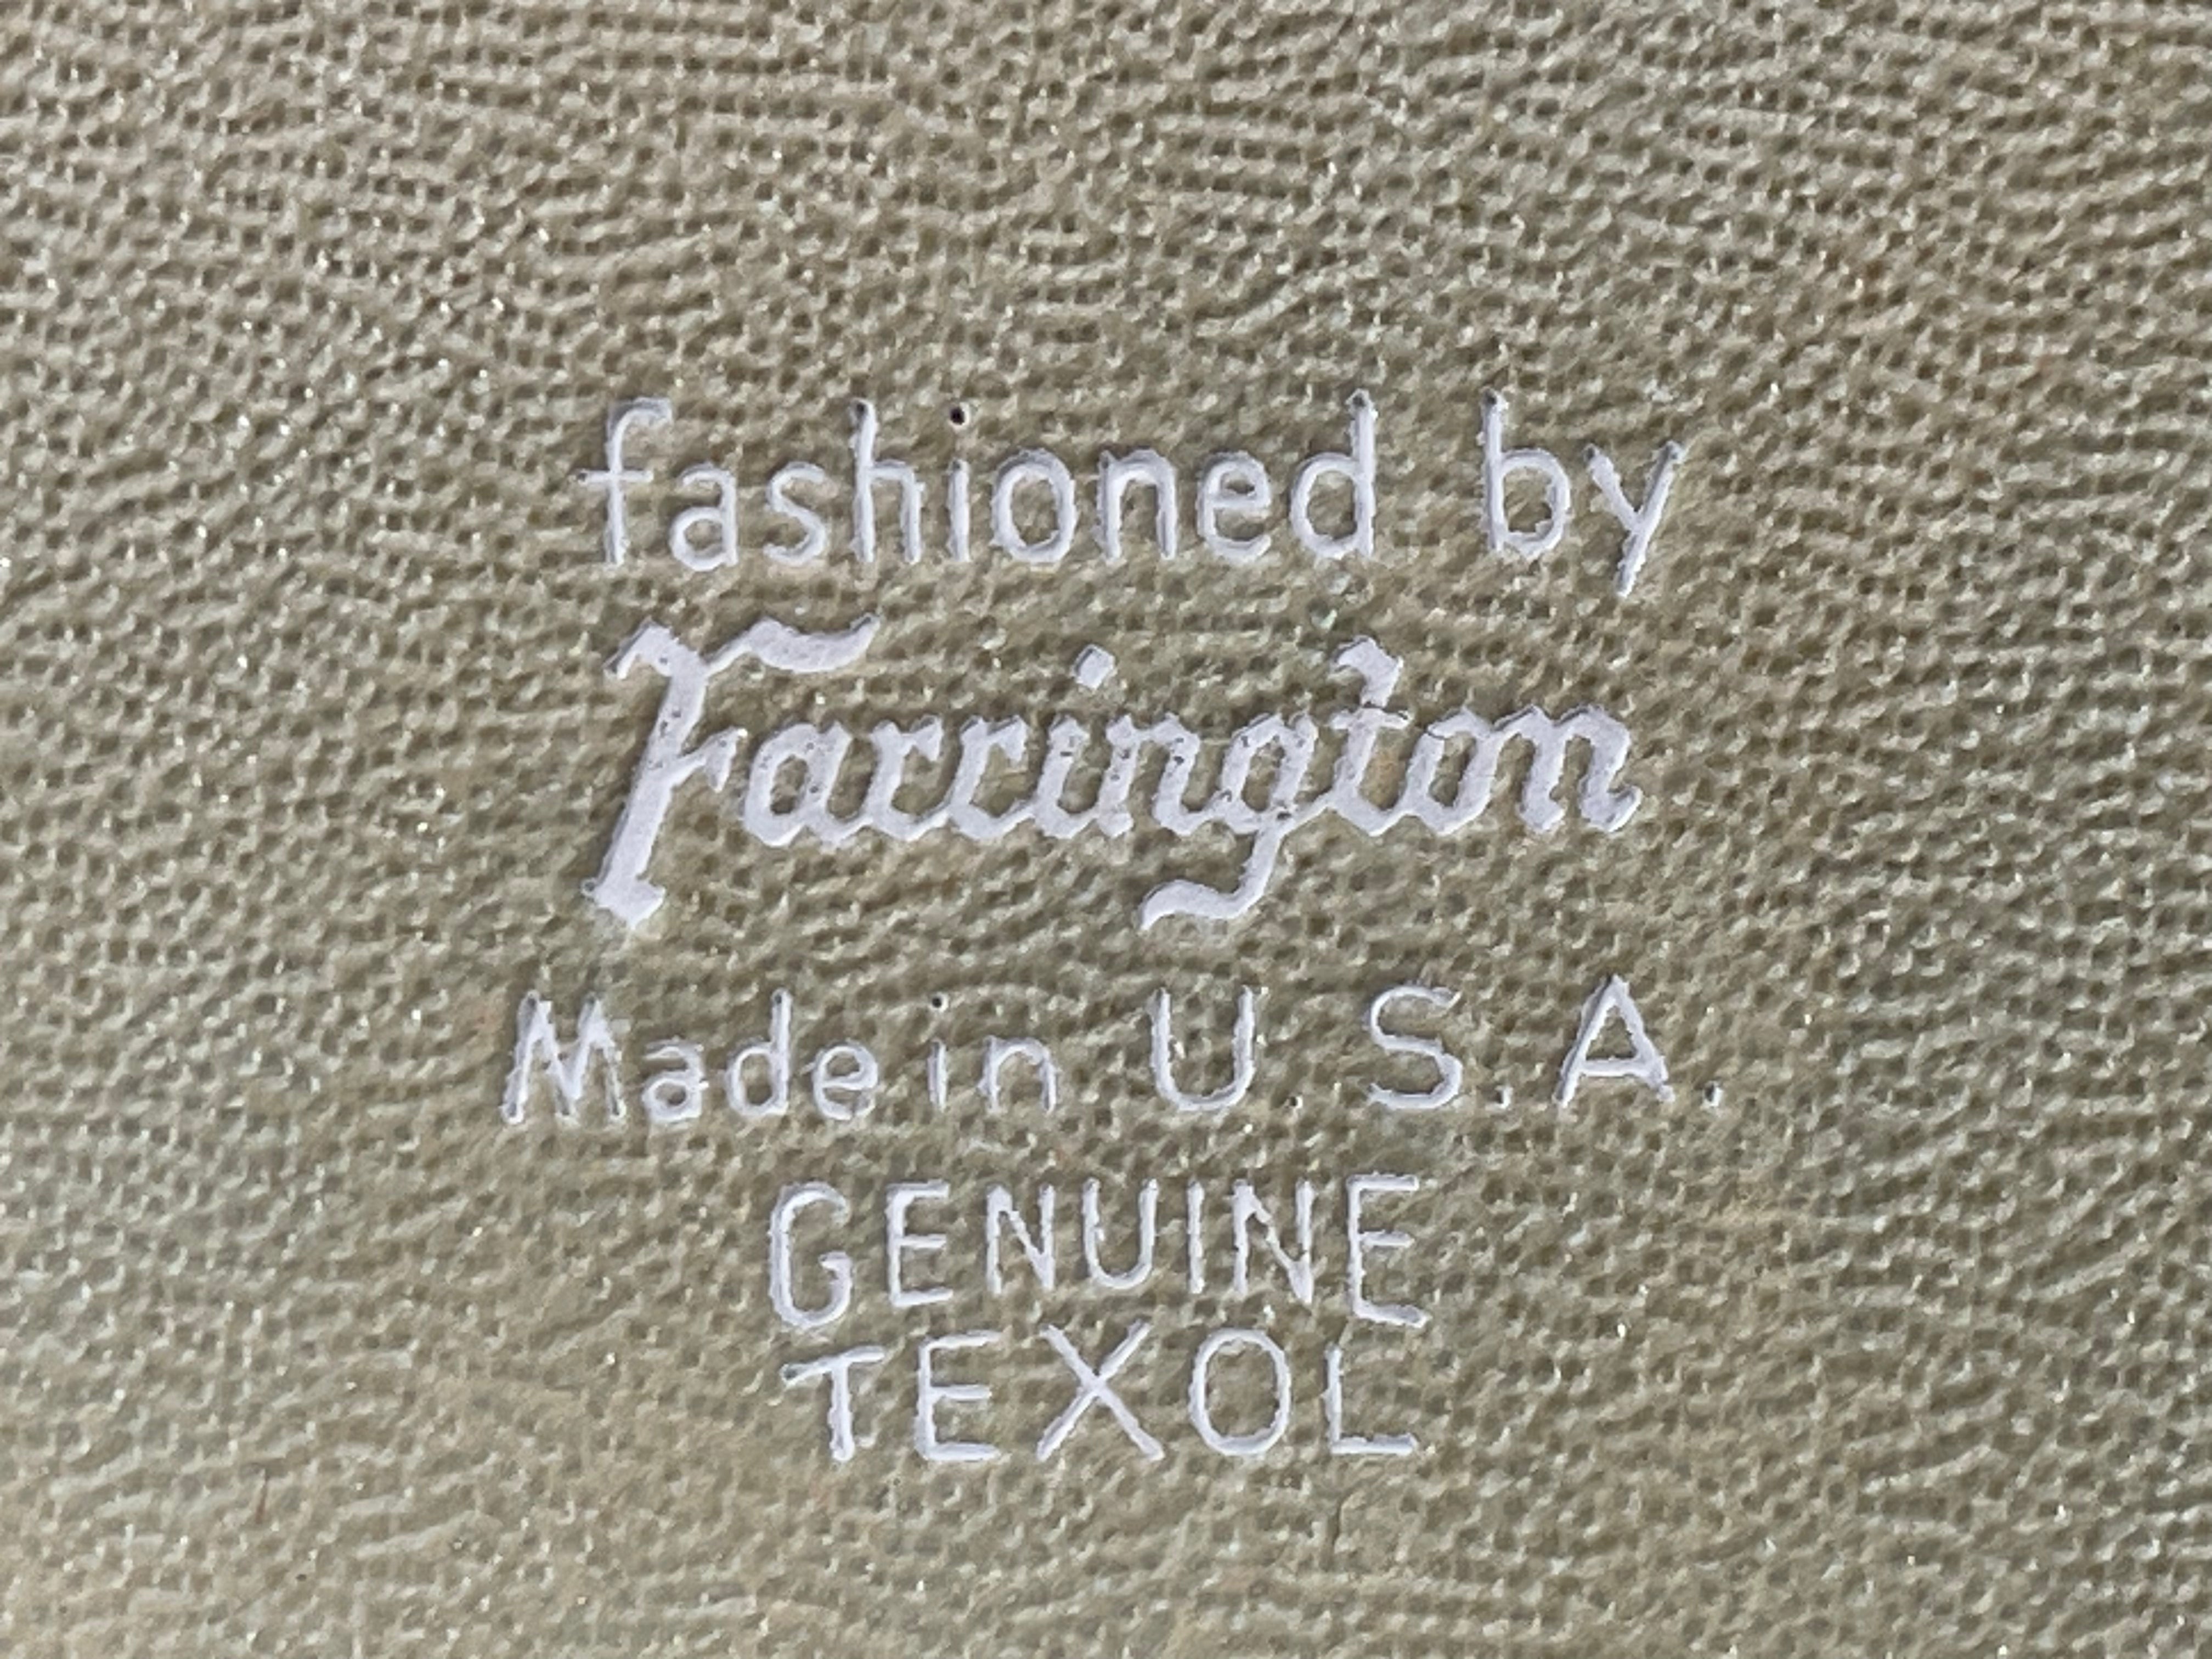 fashioned by
Farrington
Made in U.S.A.
GENUINE
TEXOL